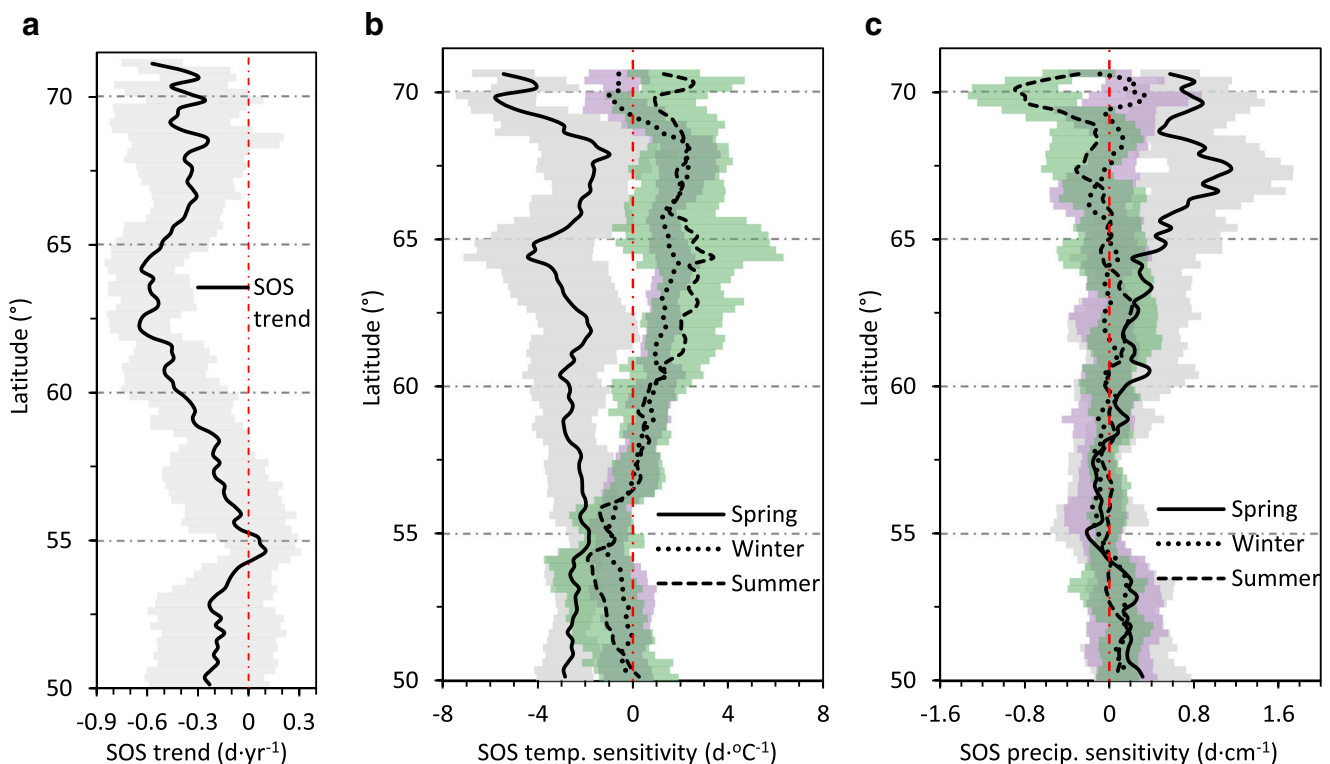 a
70
65
60
55
50
Latitude (°)
-0.9 -0.6 -0.3 0 0.3
SOS trend (d·yr⁻¹)
SOS
trend
b
70
65
60
55
50
Latitude (°)
-8 -4 0 4 8
SOS temp. sensitivity (d·°C⁻¹)
Spring
Winter
Summer
c
70
65
60
55
50
Latitude (°)
-1.6 -0.8 0 0.8 1.6
SOS precip. sensitivity (d·cm⁻¹)
Spring
Winter
Summer